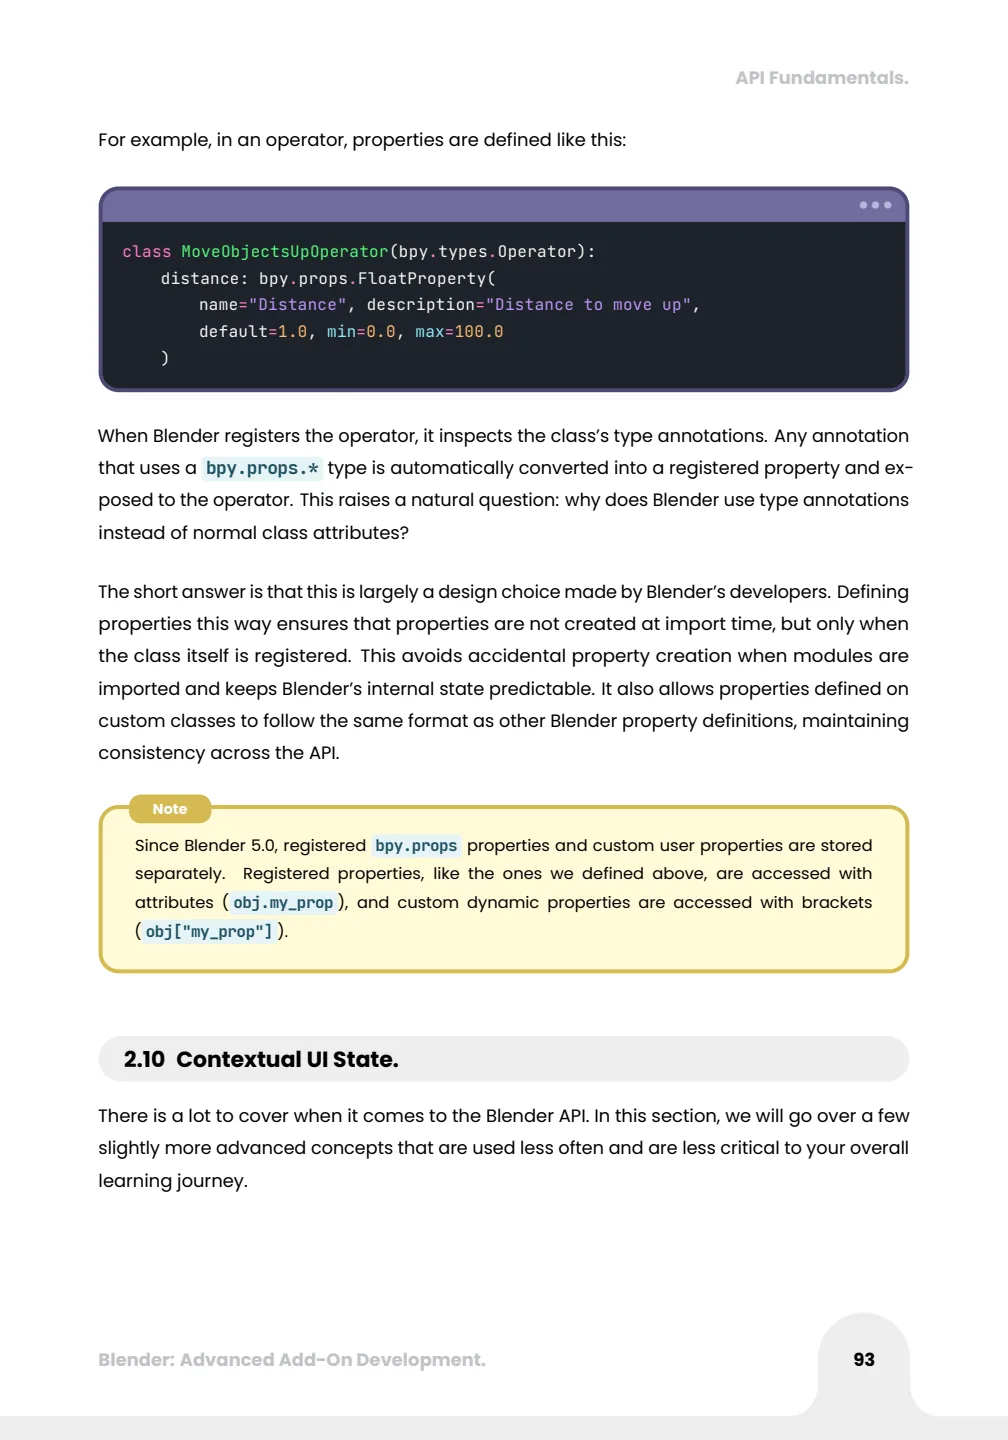 API Fundamentals.
For example, in an operator, properties are defined like this:
class MoveObjectsUpOperator(bpy.types.Operator):
    distance: bpy.props.FloatProperty(
        name="Distance", description="Distance to move up",
        default=1.0, min=0.0, max=100.0
    )
When Blender registers the operator, it inspects the class’s type annotations. Any annotation
that uses a bpy.props.* type is automatically converted into a registered property and ex-
posed to the operator. This raises a natural question: why does Blender use type annotations
instead of normal class attributes?
The short answer is that this is largely a design choice made by Blender’s developers. Defining
properties this way ensures that properties are not created at import time, but only when
the class itself is registered. This avoids accidental property creation when modules are
imported and keeps Blender’s internal state predictable. It also allows properties defined on
custom classes to follow the same format as other Blender property definitions, maintaining
consistency across the API.
Note
Since Blender 5.0, registered bpy.props properties and custom user properties are stored
separately. Registered properties, like the ones we defined above, are accessed with
attributes (obj.my_prop), and custom dynamic properties are accessed with brackets
(obj["my_prop"]).
2.10 Contextual UI State.
There is a lot to cover when it comes to the Blender API. In this section, we will go over a few
slightly more advanced concepts that are used less often and are less critical to your overall
learning journey.
Blender: Advanced Add-On Development.
93